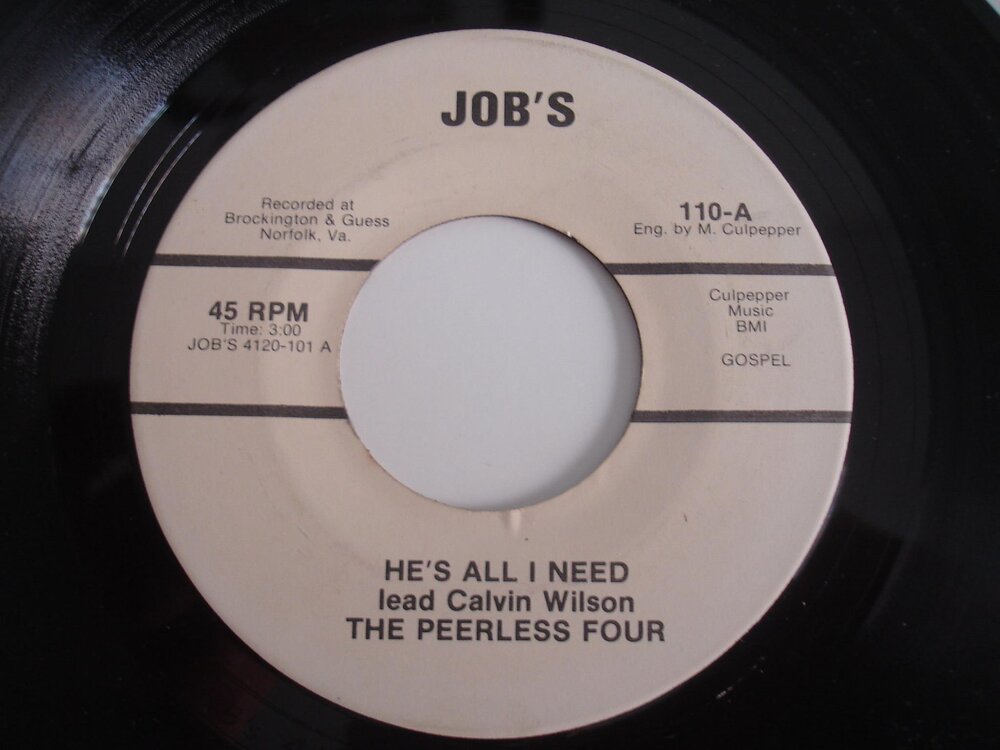 JOB'S
Recorded at
Brockington & Guess
Norfolk, Va.
110-A
Eng. by M. Culpepper
45 RPM
Time: 3:00
JOB'S 4120-101 A
Culpepper
Music
BMI
GOSPEL
HE'S ALL I NEED
lead Calvin Wilson
THE PEERLESS FOUR